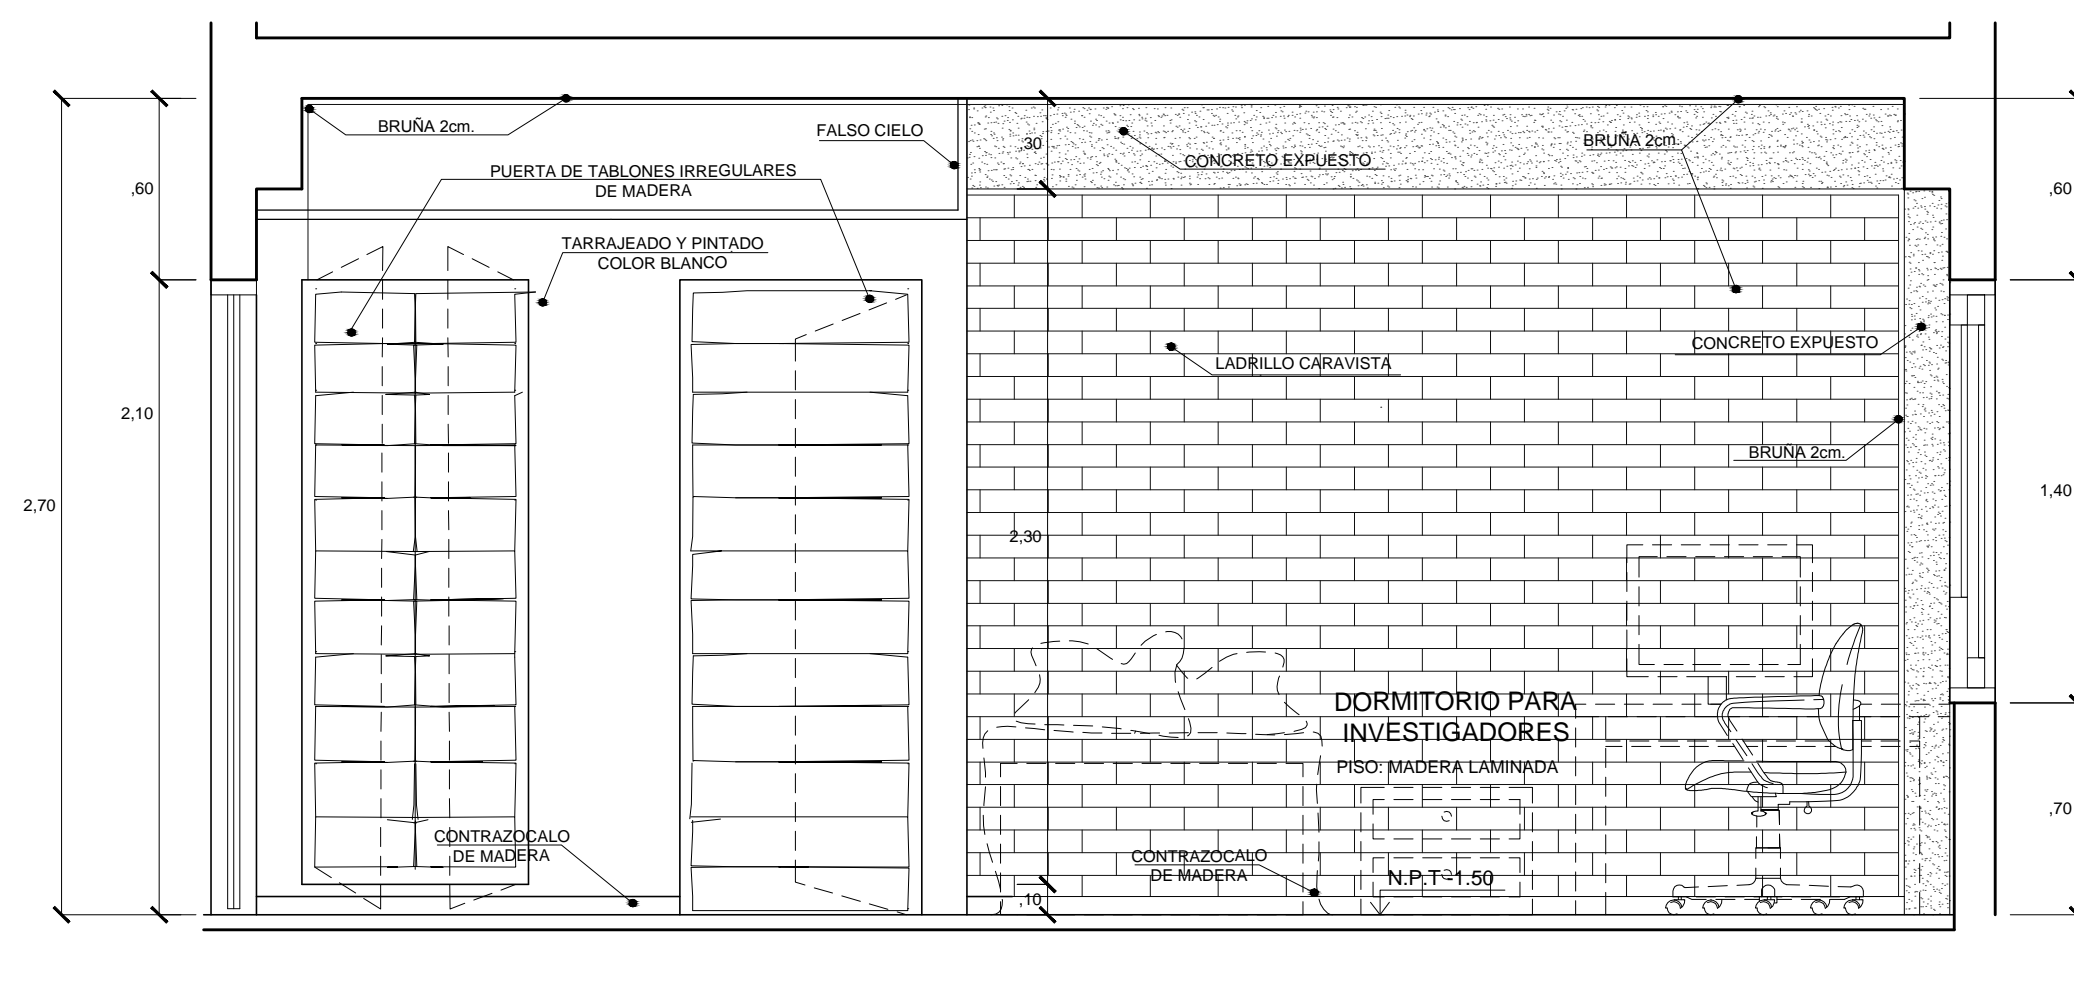 BRUÑA 2cm.
FALSO CIELO
,30
CONCRETO EXPUESTO
BRUÑA 2cm.
PUERTA DE TABLONES IRREGULARES
DE MADERA
,60
,60
TARRAJEADO Y PINTADO
COLOR BLANCO
LADRILLO CARAVISTA
CONCRETO EXPUESTO
2,10
BRUÑA 2cm.
2,70
1,40
2,30
DORMITORIO PARA
INVESTIGADORES
PISO: MADERA LAMINADA
,70
CONTRAZOCALO
DE MADERA
CONTRAZOCALO
DE MADERA
N.P.T -1.50
,10